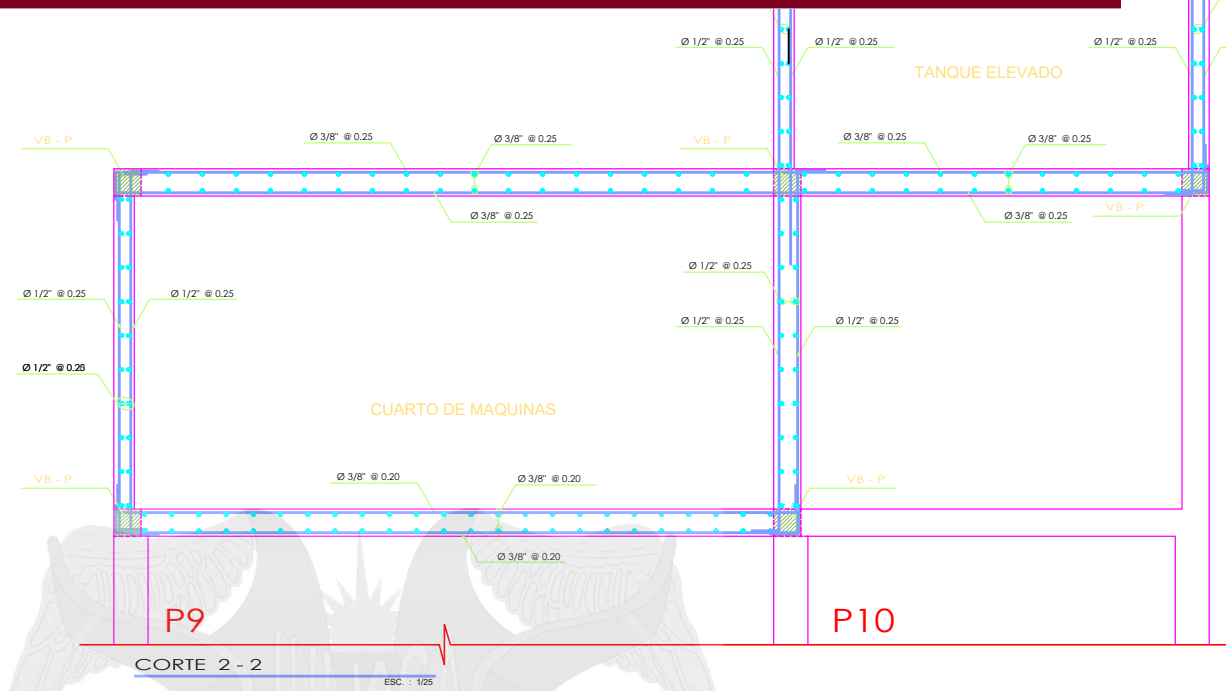 Ø 1/2" @ 0.25
Ø 1/2" @ 0.25
Ø 1/2" @ 0.25
TANQUE ELEVADO
VB - P
Ø 3/8" @ 0.25
Ø 3/8" @ 0.25
VB - P
Ø 3/8" @ 0.25
Ø 3/8" @ 0.25
Ø 3/8" @ 0.25
Ø 3/8" @ 0.25
VB - P
Ø 1/2" @ 0.25
Ø 1/2" @ 0.25
Ø 1/2" @ 0.25
Ø 1/2" @ 0.25
Ø 1/2" @ 0.25
CUARTO DE MAQUINAS
VB - P
Ø 3/8" @ 0.20
Ø 3/8" @ 0.20
VB - P
Ø 3/8" @ 0.20
P9
P10
CORTE 2 - 2
ESC. : 1/25